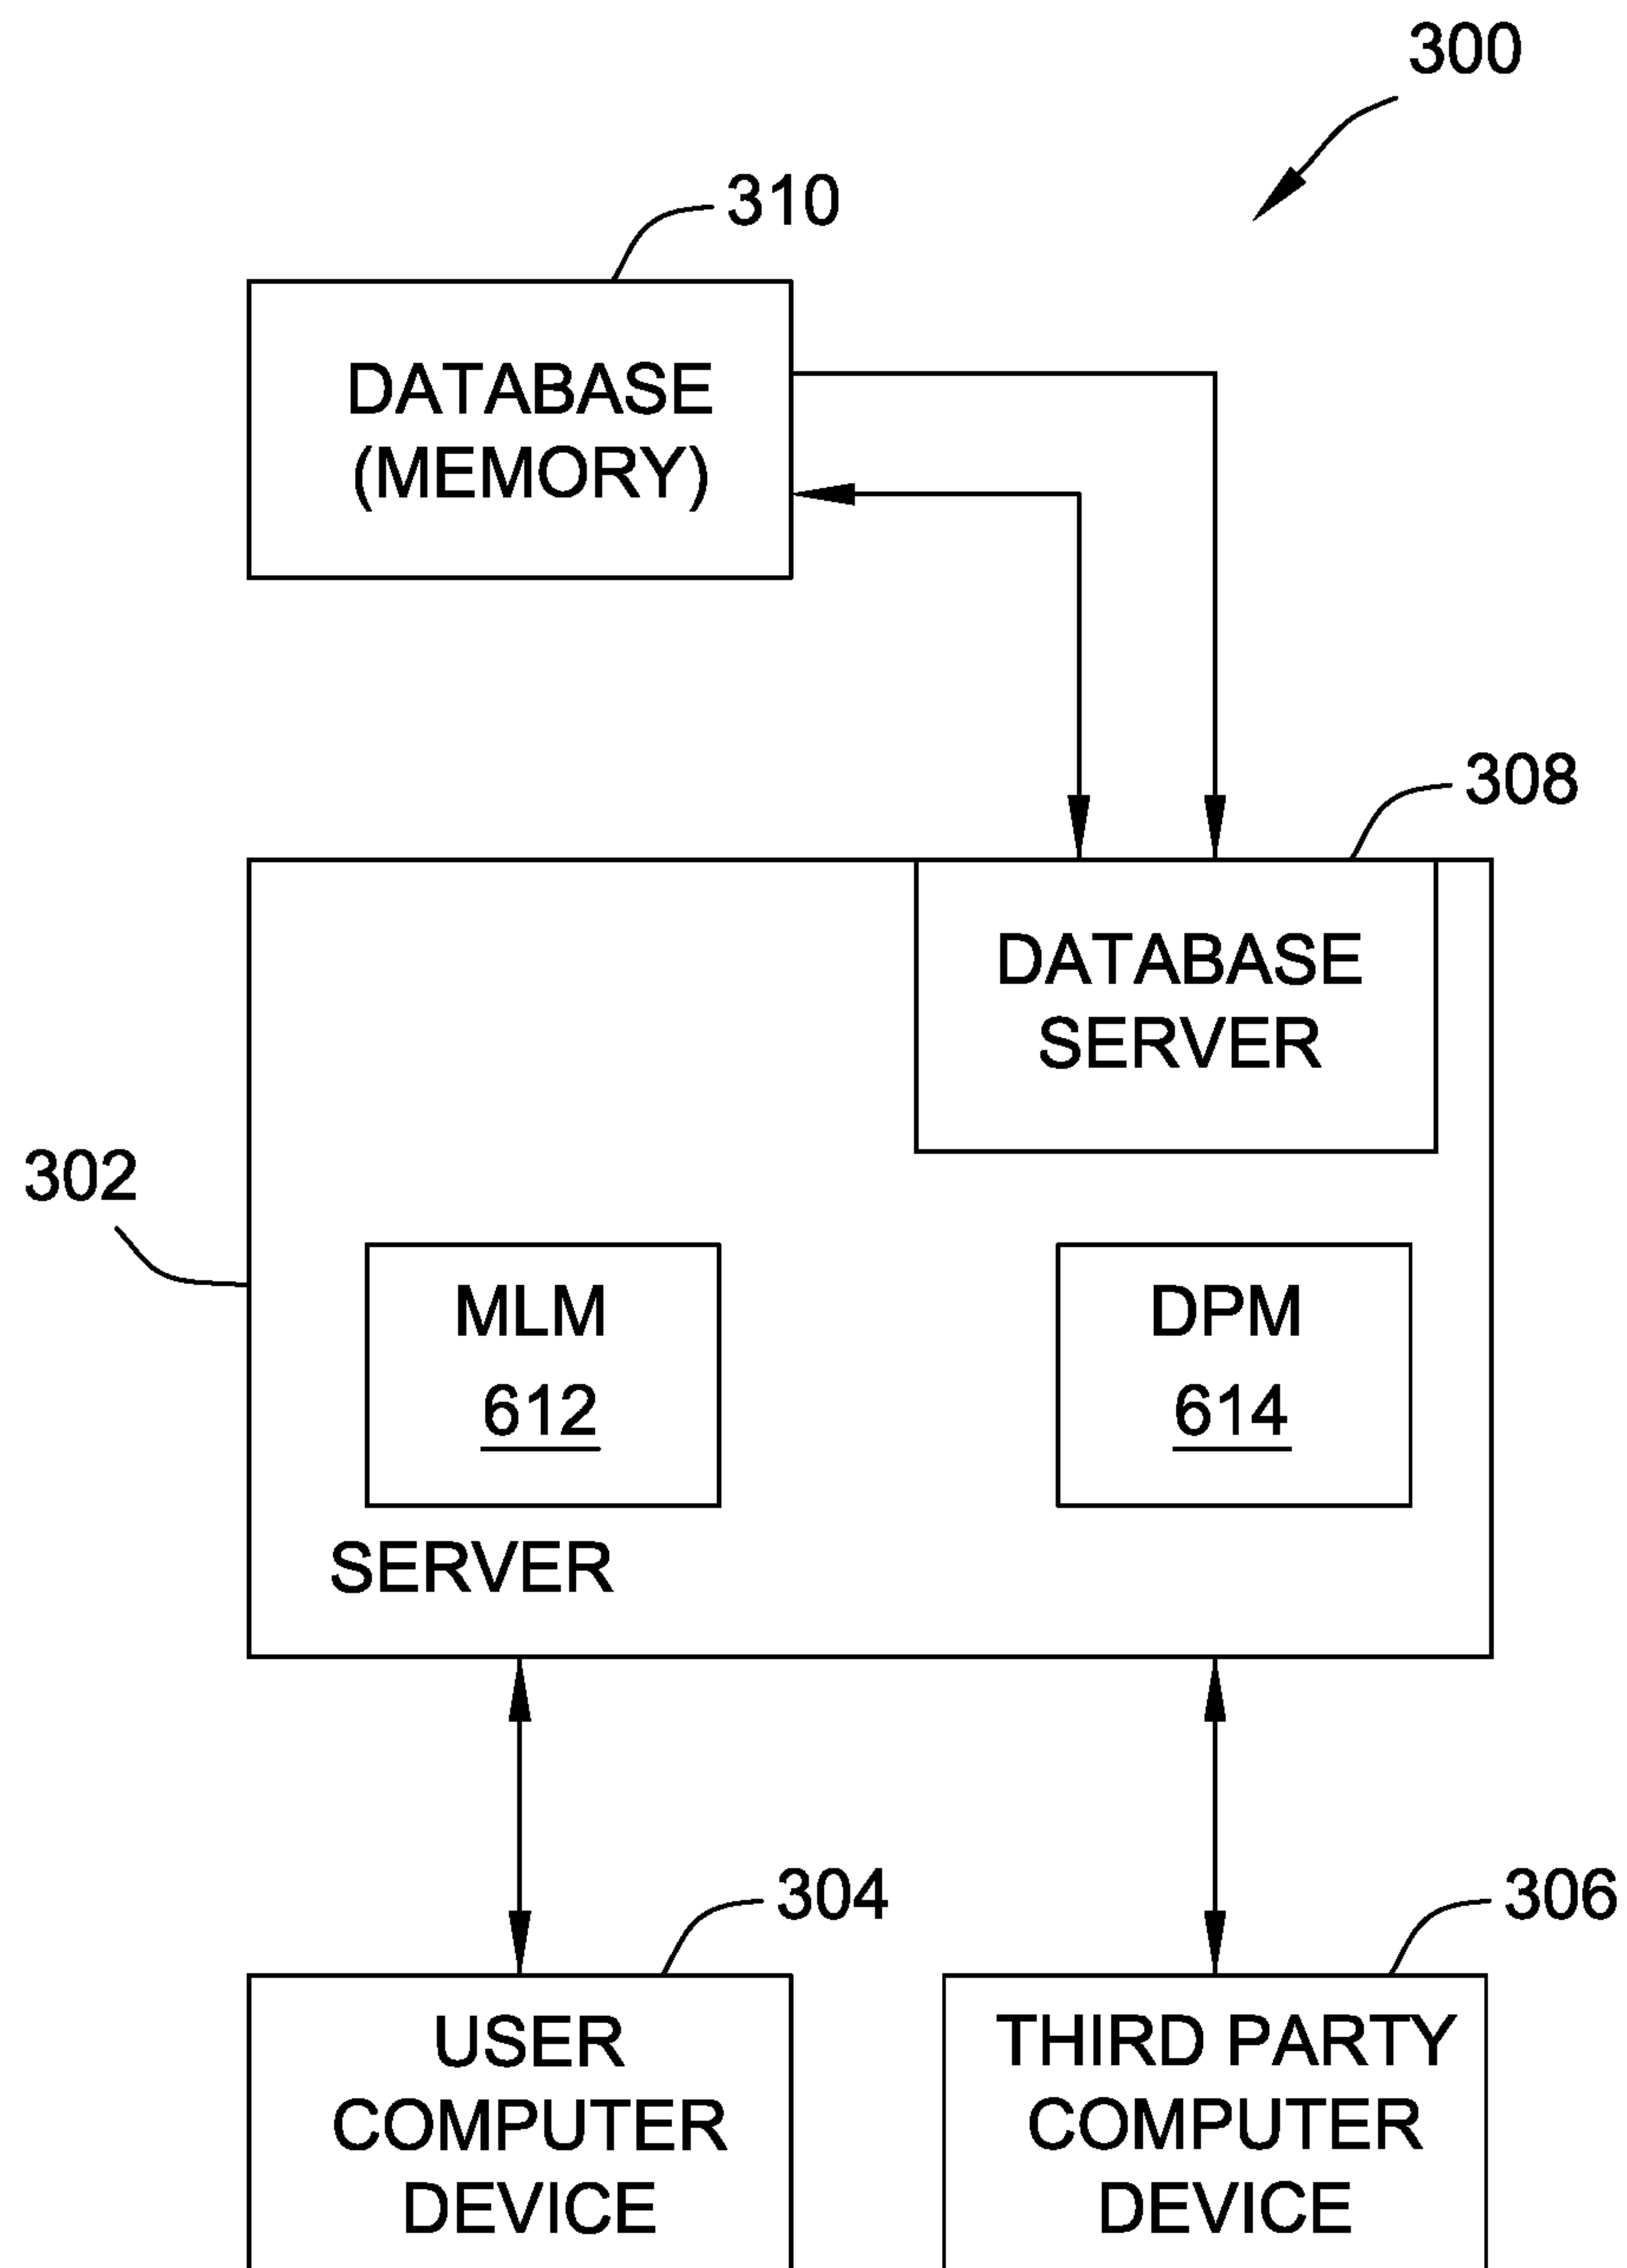 300
310
DATABASE
(MEMORY)
308
DATABASE
SERVER
302
MLM
612
DPM
614
SERVER
304
306
USER
COMPUTER
DEVICE
THIRD PARTY
COMPUTER
DEVICE